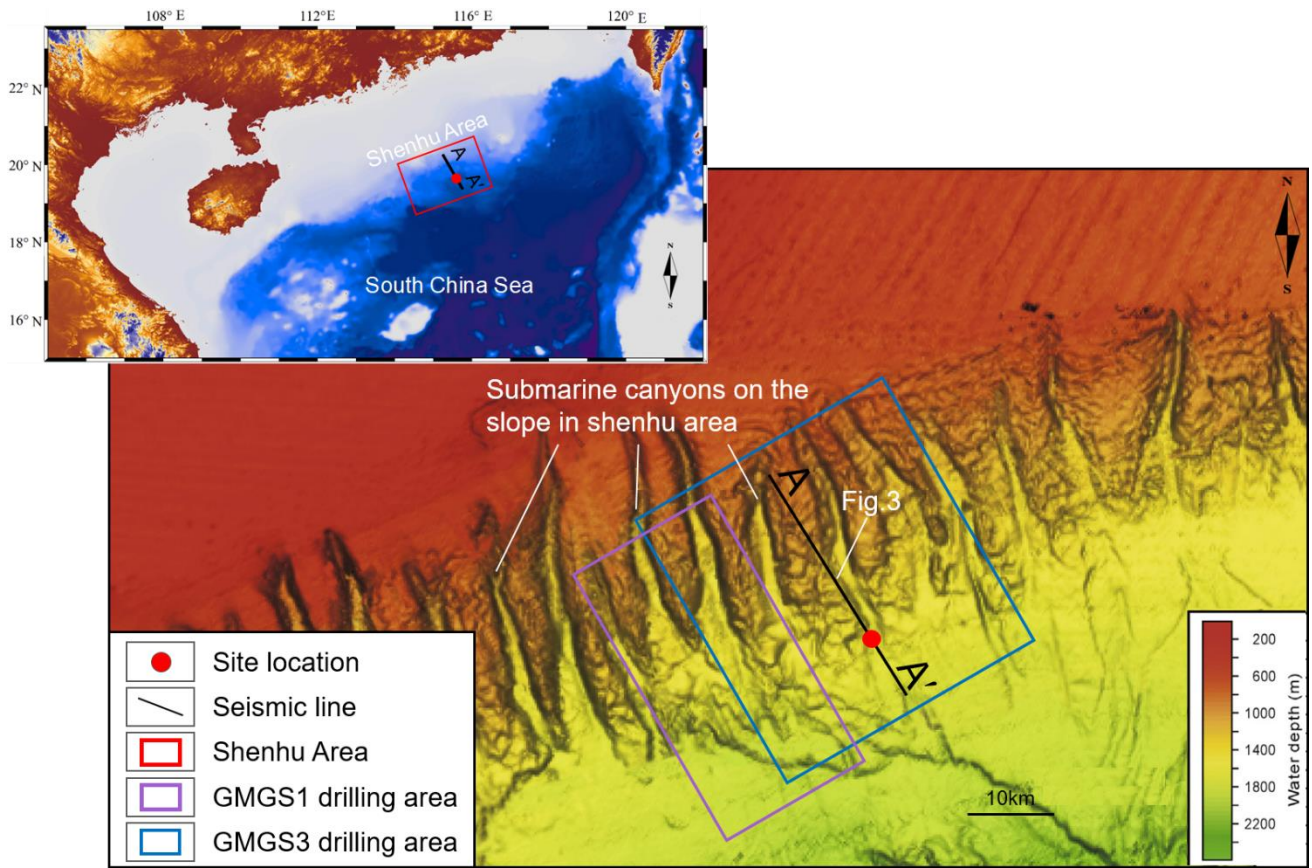 108° E
112°E
116° E
120° E
22°N
20°N
18°N
16°N
Shenhu Area
A
A'
South China Sea
N
S
N
S
Submarine canyons on the
slope in shenhu area
A
Fig.3
A'
Site location
Seismic line
Shenhu Area
GMGS1 drilling area
GMGS3 drilling area
10km
200
600
1000
1400
1800
2200
Water depth (m)